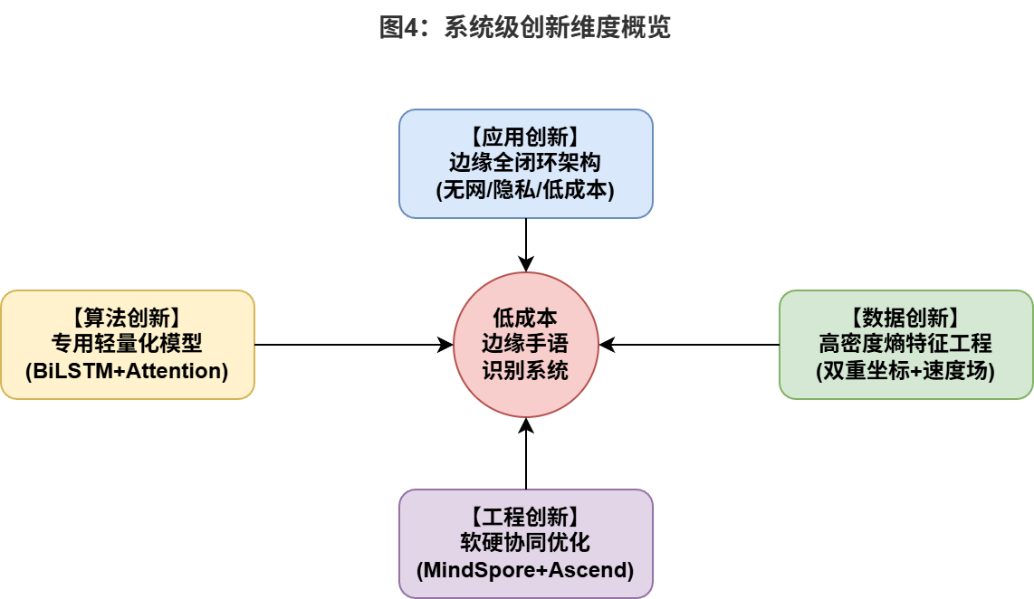 图4：系统级创新维度概览
【应用创新】
边缘全闭环架构
(无网/隐私/低成本)
【算法创新】
专用轻量化模型
(BiLSTM+Attention)
低成本
边缘手语
识别系统
【数据创新】
高密度熵特征工程
(双重坐标+速度场)
【工程创新】
软硬协同优化
(MindSpore+Ascend)